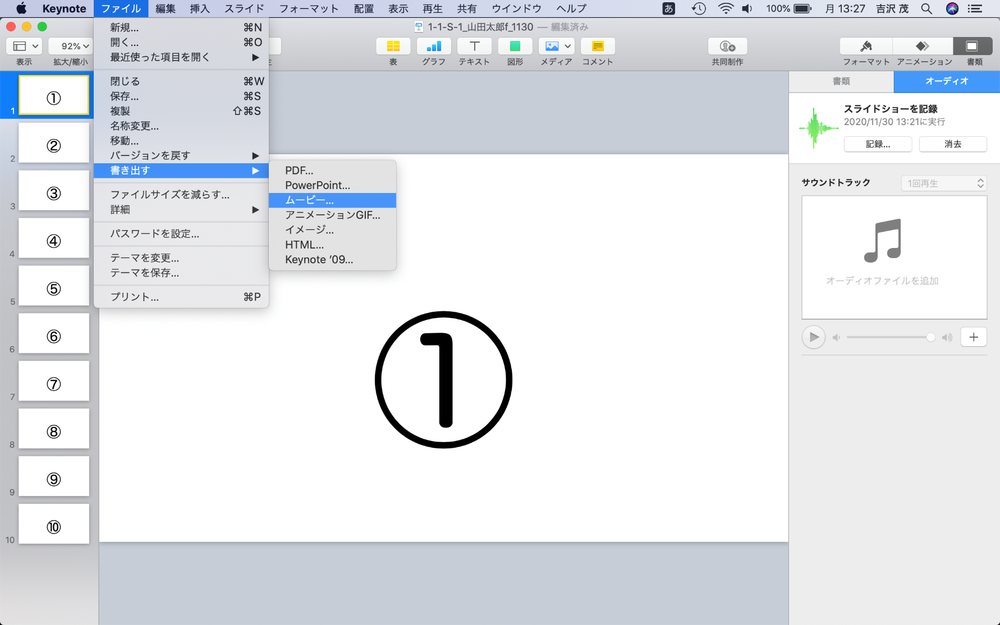 Keynote ファイル 編集 挿入 スライド フォーマット 配置 表示 再生 共有 ウインドウ ヘルプ あ 100% 月 13:27 吉沢 茂
1-1-S-1_山田太郎f_1130 — 編集済み
92%
表示 拡大/縮小 表 グラフ テキスト 図形 メディア コメント 共同制作 フォーマット アニメーション 書類
新規... ⌘N
開く... ⌘O
最近使った項目を開く ▶
閉じる ⌘W
保存... ⌘S
複製 ⇧⌘S
名称変更...
移動...
バージョンを戻す ▶
書き出す ▶
ファイルサイズを減らす...
詳細 ▶
パスワードを設定...
テーマを変更...
テーマを保存...
プリント... ⌘P
PDF...
PowerPoint...
ムービー...
アニメーションGIF...
イメージ...
HTML...
Keynote ’09...
1 ①
2 ②
3 ③
4 ④
5 ⑤
6 ⑥
7 ⑦
8 ⑧
9 ⑨
10 ⑩
①
書類 オーディオ
スライドショーを記録
2020/11/30 13:21に実行
記録... 消去
サウンドトラック 1回再生
オーディオファイルを追加